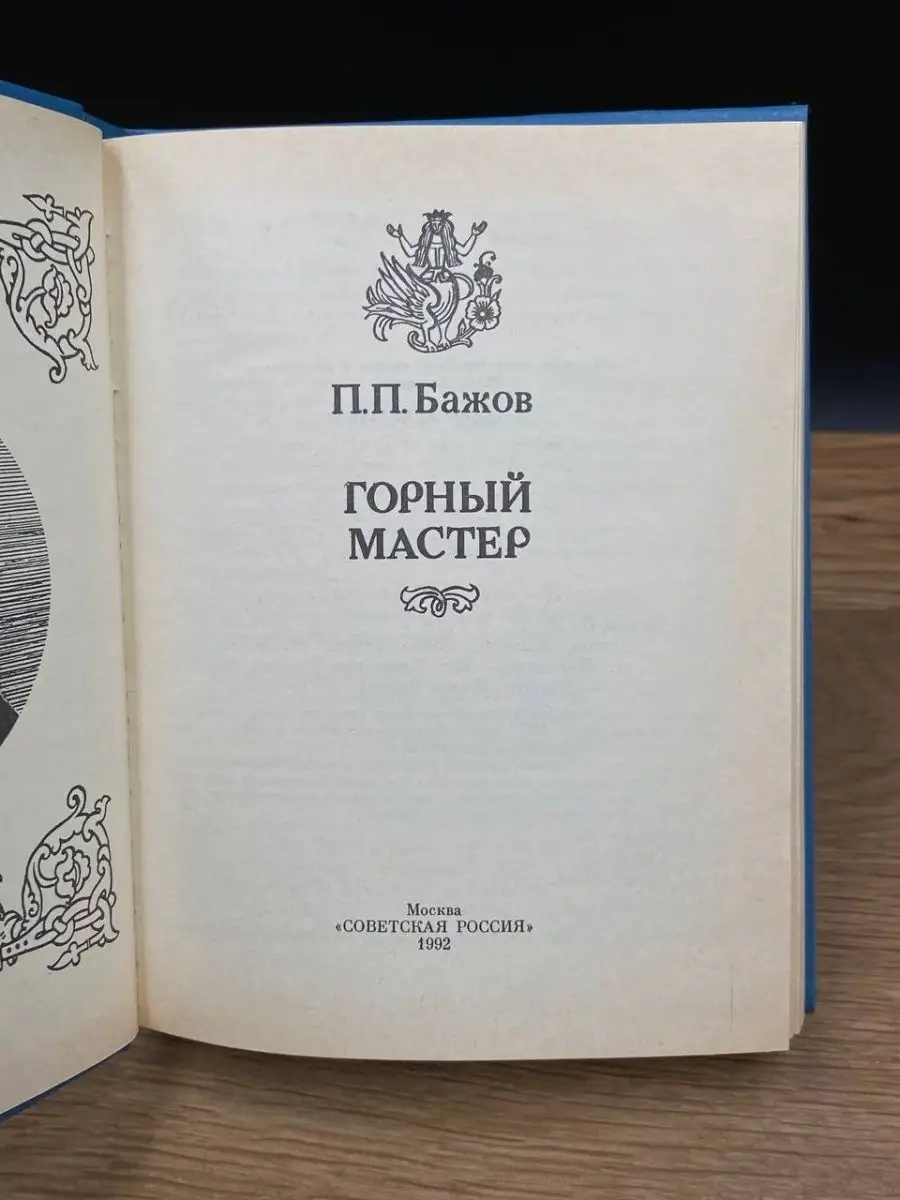 П.П. Бажов
ГОРНЫЙ
МАСТЕР
Москва
«СОВЕТСКАЯ РОССИЯ»
1992